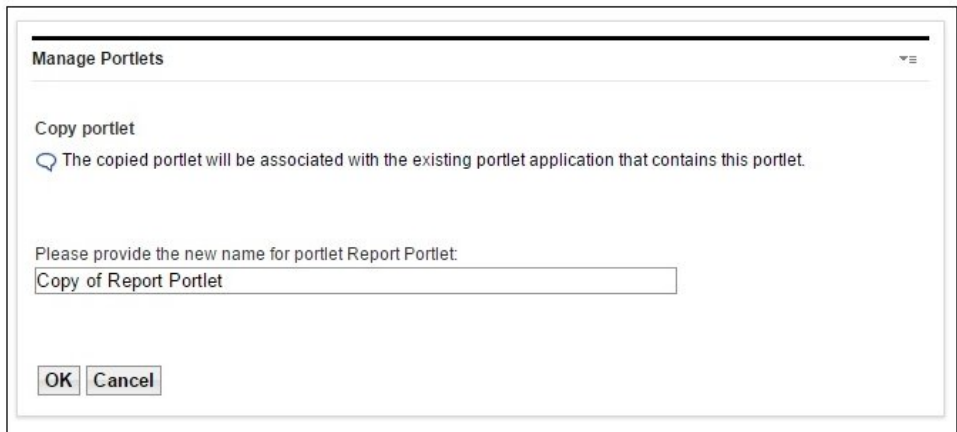 Manage Portlets
Copy portlet
The copied portlet will be associated with the existing portlet application that contains this portlet.
Please provide the new name for portlet Report Portlet:
Copy of Report Portlet
OK Cancel